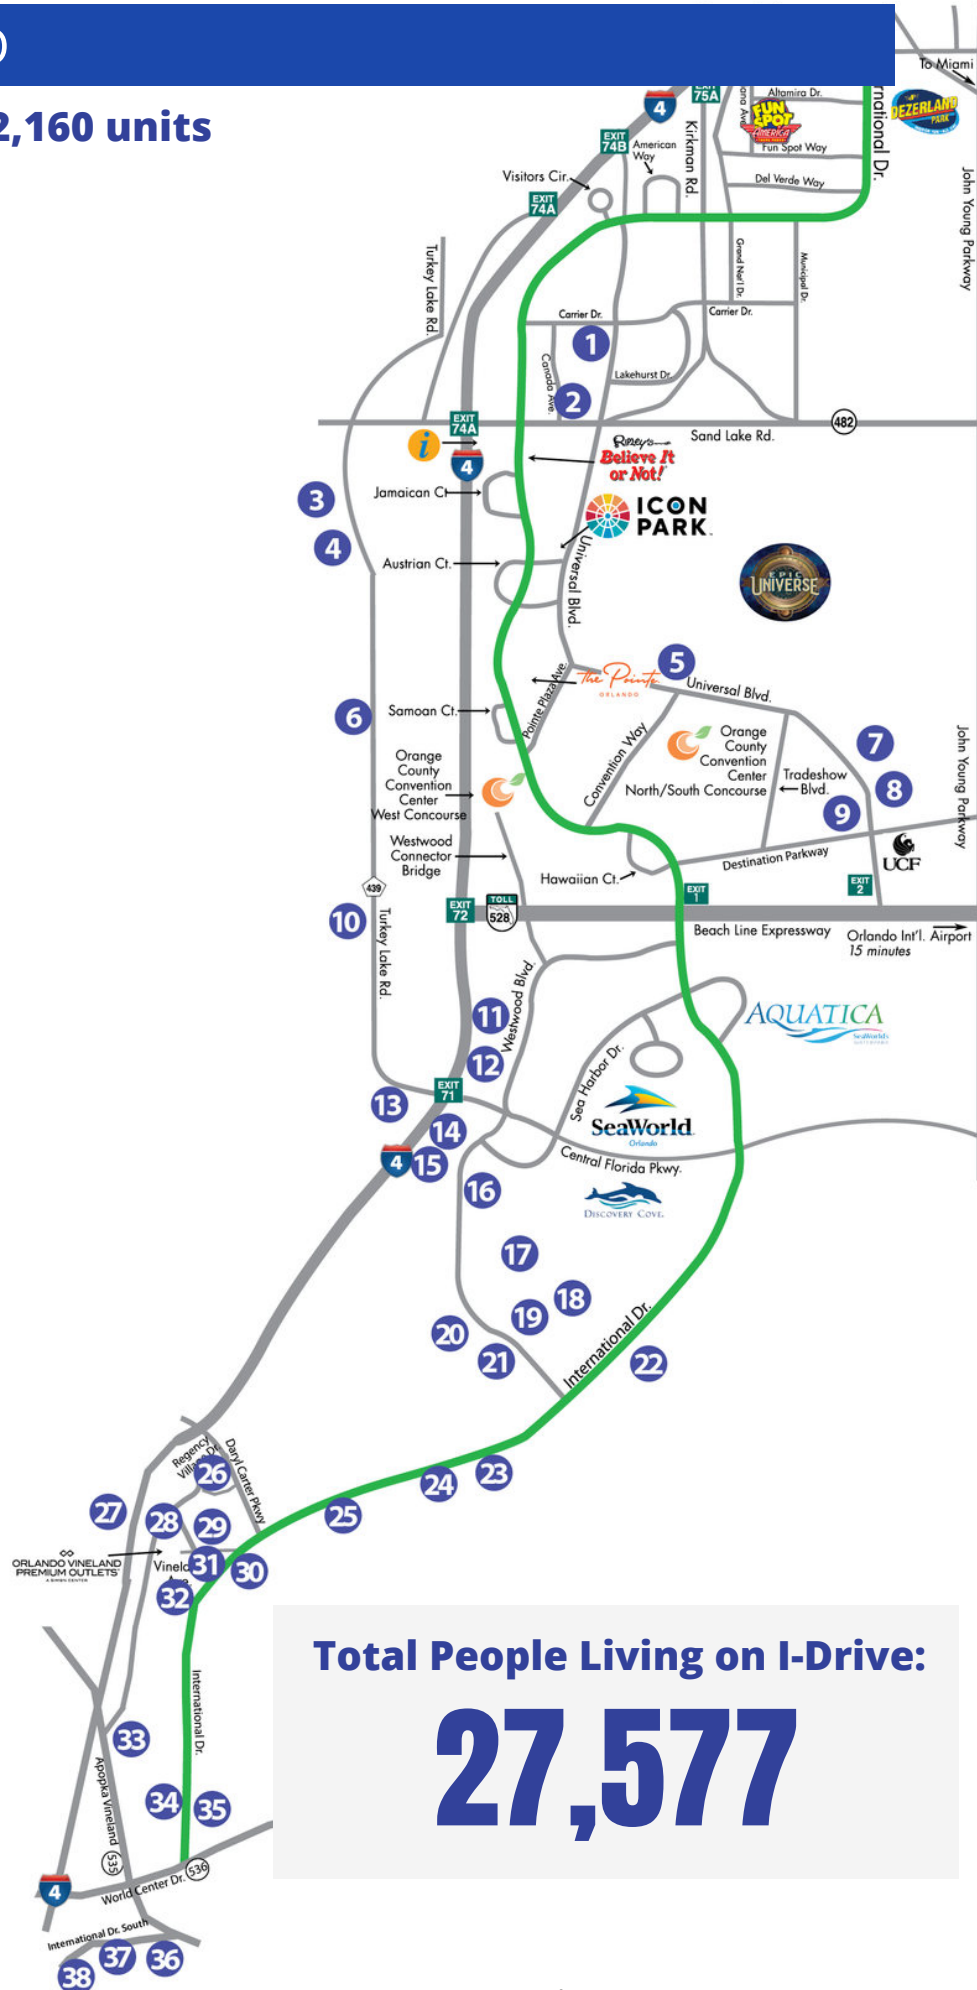 2,160 units
To Miami
EXIT
75A
Altamira Dr.
FUN
SPOT
AMERICA
DEZERLAND
PARK
4
EXIT
74B
American
Way
Kirkman Rd.
Fun Spot Way
Visitors Cir.
Del Verde Way
John Young Parkway
EXIT
74A
Turkey Lake Rd.
Grand Nat'l Dr.
Municipal Dr.
Carrier Dr.
Carrier Dr.
1
Canada Ave.
Lakehurst Dr.
2
EXIT
74A
482
Sand Lake Rd.
i
4
Ripley's
Believe It
or Not!
Jamaican Ct
3
ICON
PARK
4
Austrian Ct.
Universal Blvd.
EPIC
UNIVERSE
5
The Pointe
ORLANDO
Universal Blvd.
Pointe Plaza Ave.
6
Samoan Ct.
Convention Way
Orange
County
Convention
Center
North/South Concourse
Tradeshow
Blvd.
7
8
9
John Young Parkway
Orange
County
Convention
Center
West Concourse
Westwood
Connector
Bridge
Destination Parkway
UCF
Hawaiian Ct.
439
EXIT
1
EXIT
2
10
EXIT
72
TOLL
528
Beach Line Expressway
Orlando Int'l. Airport
15 minutes
Turkey Lake Rd.
Westwood Blvd.
11
12
AQUATICA
SeaWorld's
Sea Harbor Dr.
EXIT
71
13
SeaWorld
Orlando
14
15
4
Central Florida Pkwy.
16
DISCOVERY COVE
17
18
19
20
21
International Dr.
22
Regency
Village Dr.
Daryl Carter Pkwy
26
23
24
25
27
28
29
ORLANDO VINELAND
PREMIUM OUTLETS
A SIMON CENTER
31
30
32
Total People Living on I-Drive:
27,577
International Dr.
33
Apopka Vineland
34
35
535
536
4
World Center Dr.
International Dr. South
37
36
38